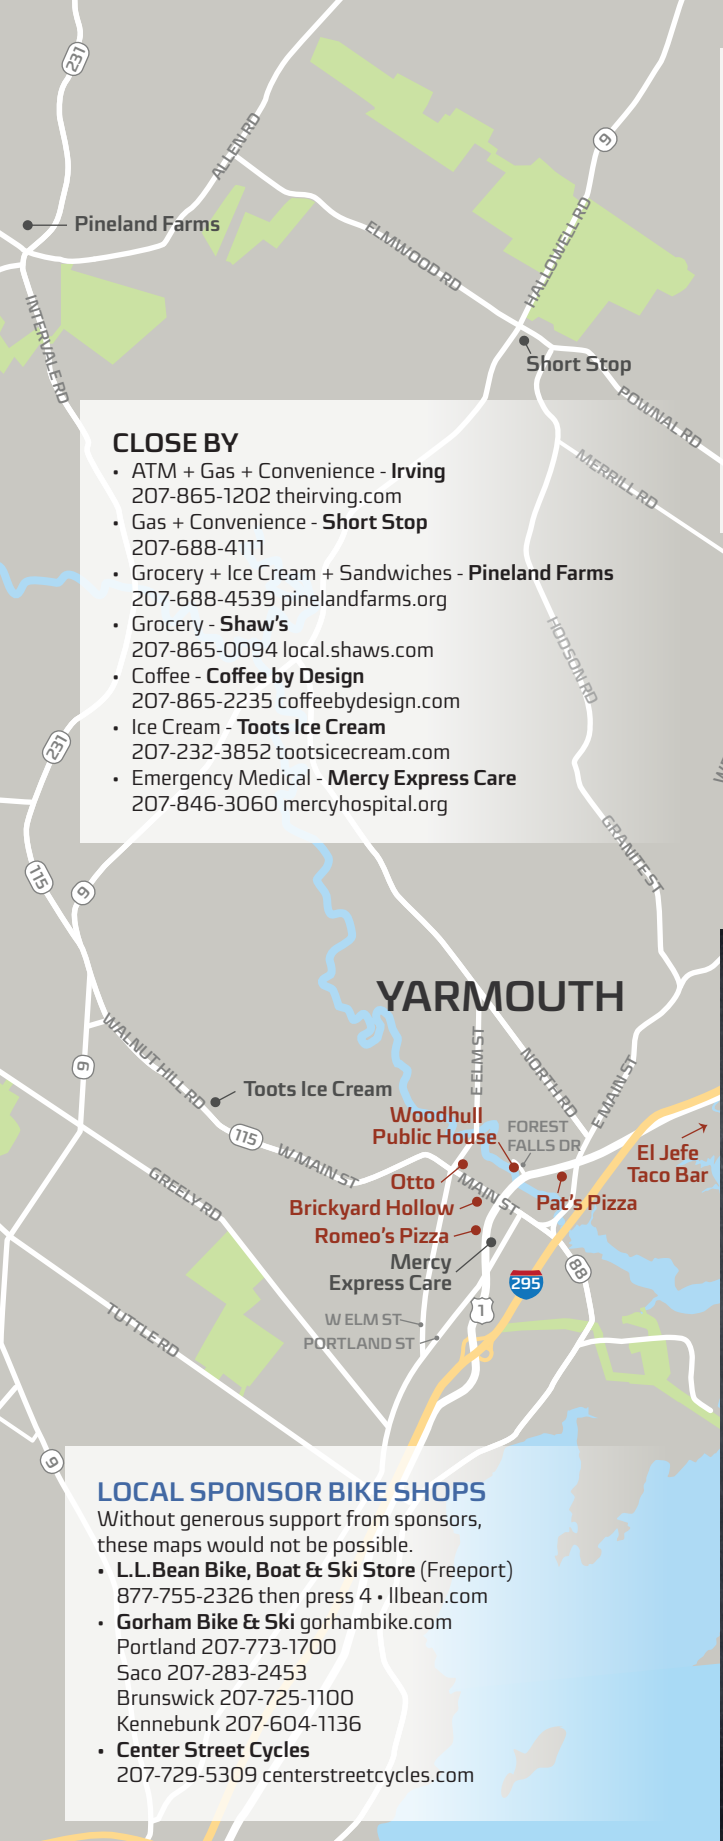 231
ALLEN RD
9
Pineland Farms
ELMWOOD RD
HALLOWELL RD
INTERVALE RD
Short Stop
POWNAL RD
MERRILL RD
CLOSE BY
• ATM + Gas + Convenience - Irving
207-865-1202 theirving.com
• Gas + Convenience - Short Stop
207-688-4111
• Grocery + Ice Cream + Sandwiches - Pineland Farms
207-688-4539 pinelandfarms.org
• Grocery - Shaw's
207-865-0094 local.shaws.com
• Coffee - Coffee by Design
207-865-2235 coffeebydesign.com
• Ice Cream - Toots Ice Cream
207-232-3852 tootsicecream.com
• Emergency Medical - Mercy Express Care
207-846-3060 mercyhospital.org
HODSON RD
231
GRANITE ST
115
9
YARMOUTH
WALNUT HILL RD
9
E ELM ST
NORTH RD
E MAIN ST
Toots Ice Cream
115
W MAIN ST
Woodhull
Public House
FOREST
FALLS DR
El Jefe
Taco Bar
GREELY RD
Otto
MAIN ST
Brickyard Hollow
Pat's Pizza
Romeo's Pizza
Mercy
Express Care
88
295
1
W ELM ST
PORTLAND ST
TUTTLE RD
9
LOCAL SPONSOR BIKE SHOPS
Without generous support from sponsors,
these maps would not be possible.
• L.L.Bean Bike, Boat & Ski Store (Freeport)
877-755-2326 then press 4 • llbean.com
• Gorham Bike & Ski gorhambike.com
Portland 207-773-1700
Saco 207-283-2453
Brunswick 207-725-1100
Kennebunk 207-604-1136
• Center Street Cycles
207-729-5309 centerstreetcycles.com